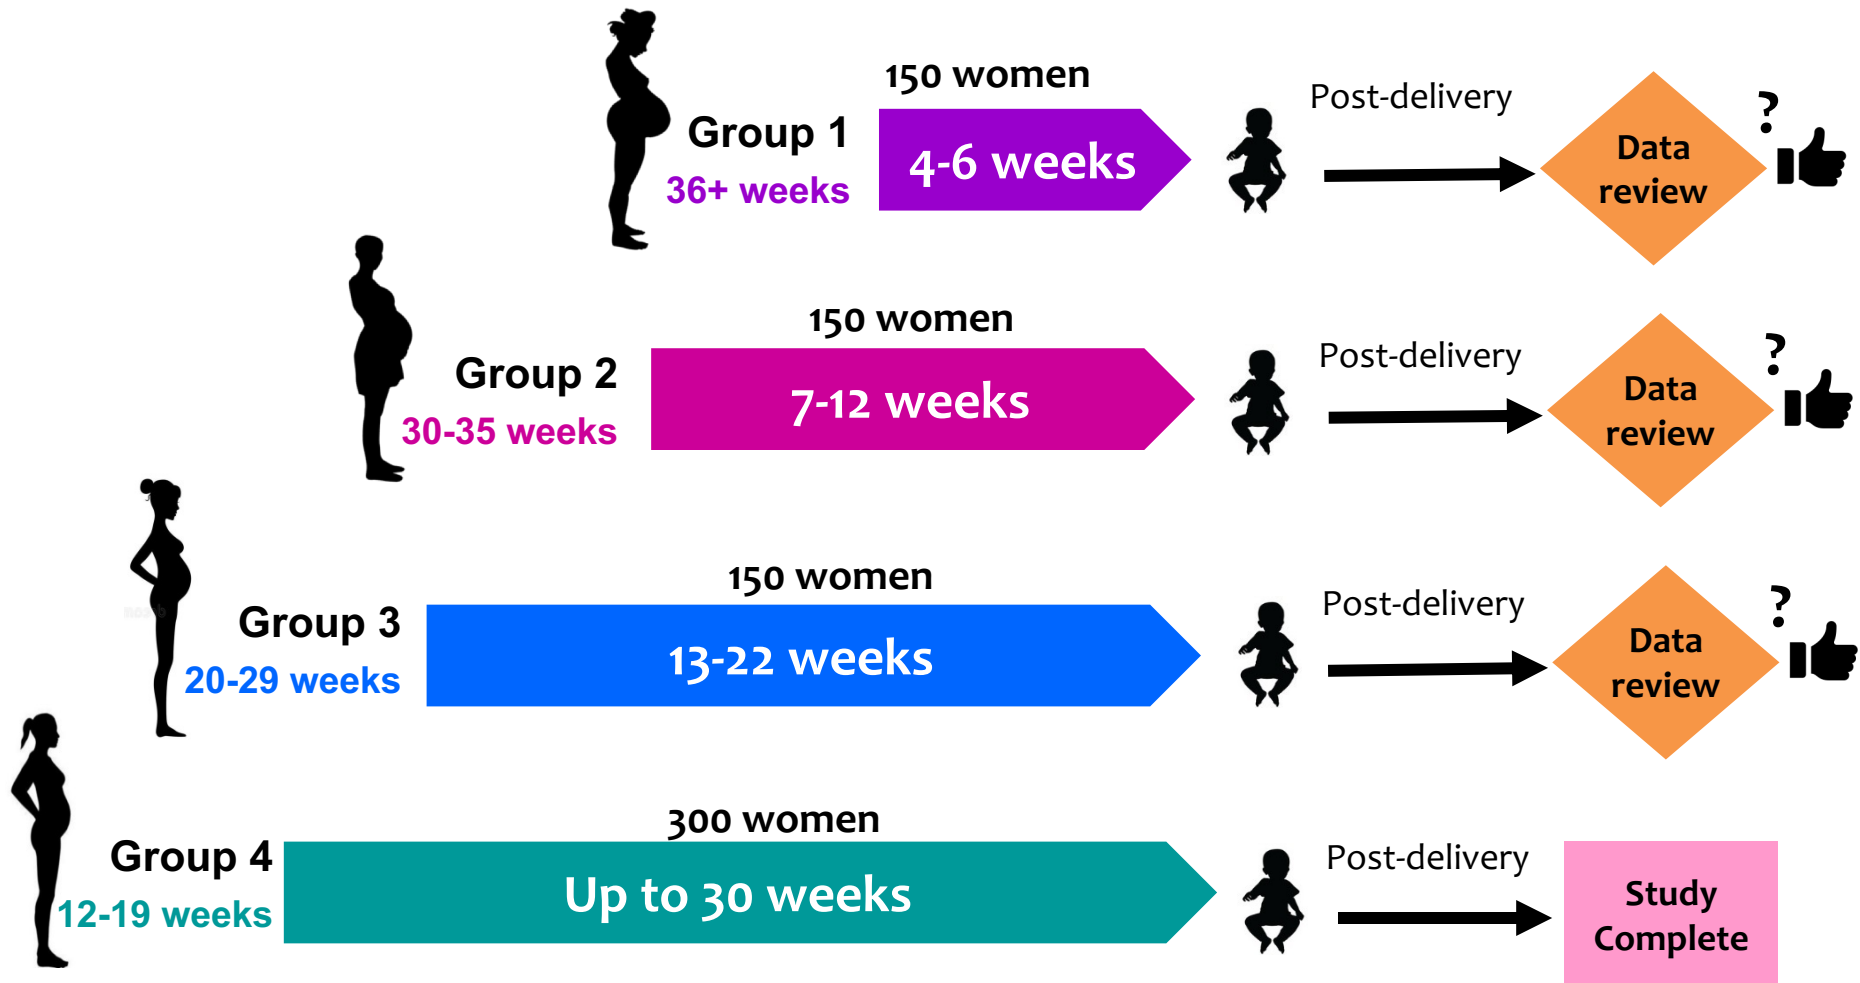 150 women
Group 1
36+ weeks
4-6 weeks
Post-delivery
Data
review
?
150 women
Group 2
30-35 weeks
7-12 weeks
Post-delivery
Data
review
?
150 women
Group 3
20-29 weeks
13-22 weeks
Post-delivery
Data
review
?
300 women
Group 4
12-19 weeks
Up to 30 weeks
Post-delivery
Study
Complete